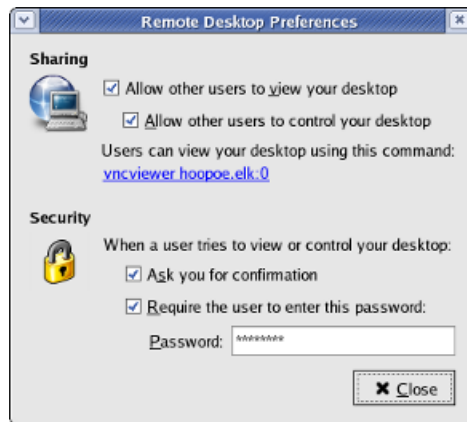 Remote Desktop Preferences
Sharing
Allow other users to view your desktop
Allow other users to control your desktop
Users can view your desktop using this command:
vncviewer hoopoe.elk:0
Security
When a user tries to view or control your desktop:
Ask you for confirmation
Require the user to enter this password:
Password: ********
Close